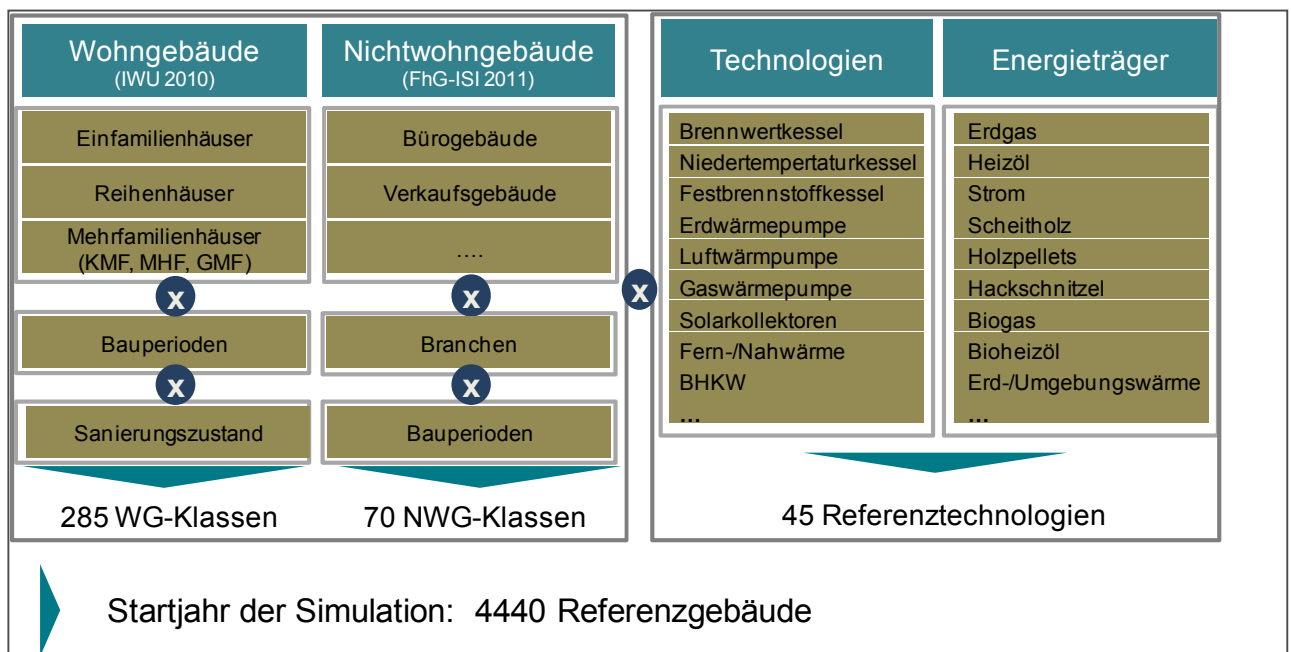 Wohngebäude
(IWU 2010)
Einfamilienhäuser
Reihenhäuser
Mehrfamilienhäuser
(KMF, MHF, GMF)
x
Bauperioden
x
Sanierungszustand
285 WG-Klassen
Nichtwohngebäude
(FhG-ISI 2011)
Bürogebäude
Verkaufsgebäude
....
x
Branchen
x
Bauperioden
70 NWG-Klassen
x
Technologien
Brennwertkessel
Niedertempertaturkessel
Festbrennstoffkessel
Erdwärmepumpe
Luftwärmpumpe
Gaswärmepumpe
Solarkollektoren
Fern-/Nahwärme
BHKW
...
Energieträger
Erdgas
Heizöl
Strom
Scheitholz
Holzpellets
Hackschnitzel
Biogas
Bioheizöl
Erd-/Umgebungswärme
...
45 Referenztechnologien
Startjahr der Simulation: 4440 Referenzgebäude